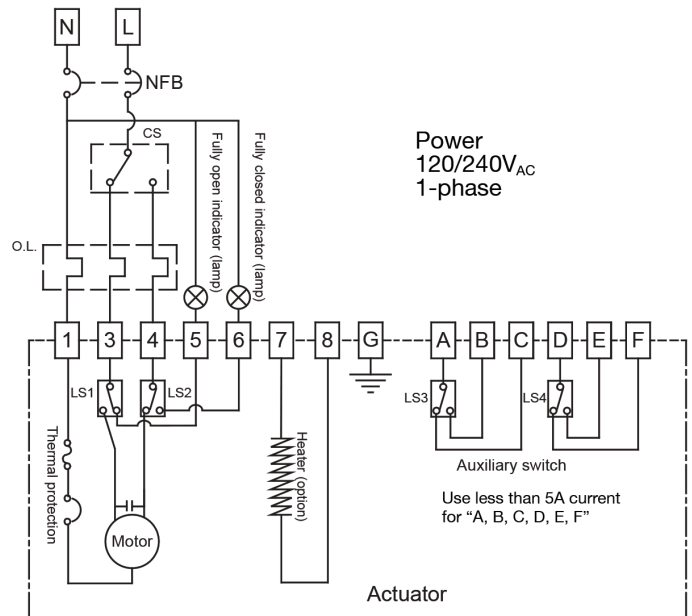 N L
NFB
CS
Power
120/240VAC
1-phase
Fully open indicator (lamp)
Fully closed indicator (lamp)
O.L.
1 3 4 5 6 7 8 G A B C D E F
LS1 LS2 LS3 LS4
Thermal protection
Heater (option)
Motor
Auxiliary switch
Use less than 5A current
for “A, B, C, D, E, F”
Actuator